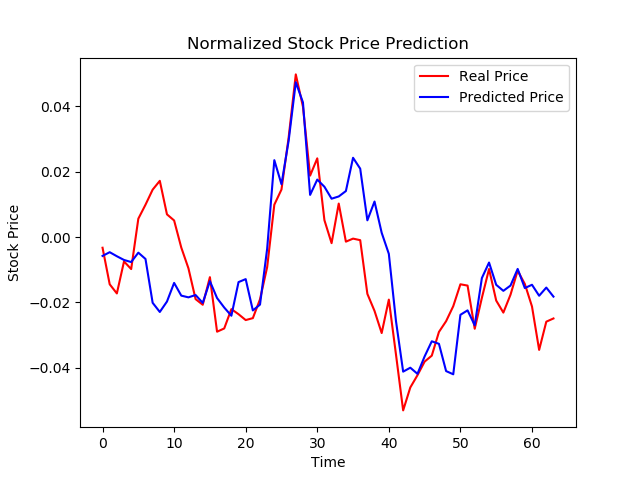 Normalized Stock Price Prediction
Real Price
Predicted Price
0.04
0.02
0.00
−0.02
−0.04
Stock Price
0 10 20 30 40 50 60
Time